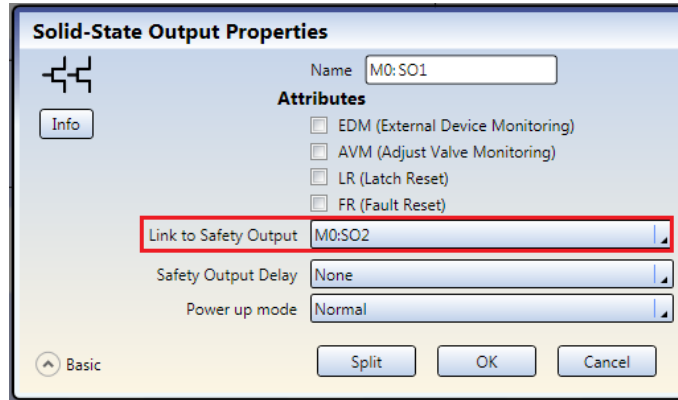 Solid-State Output Properties
Name M0: SO1
Attributes
Info
EDM (External Device Monitoring)
AVM (Adjust Valve Monitoring)
LR (Latch Reset)
FR (Fault Reset)
Link to Safety Output M0:SO2
Safety Output Delay None
Power up mode Normal
Basic Split OK Cancel